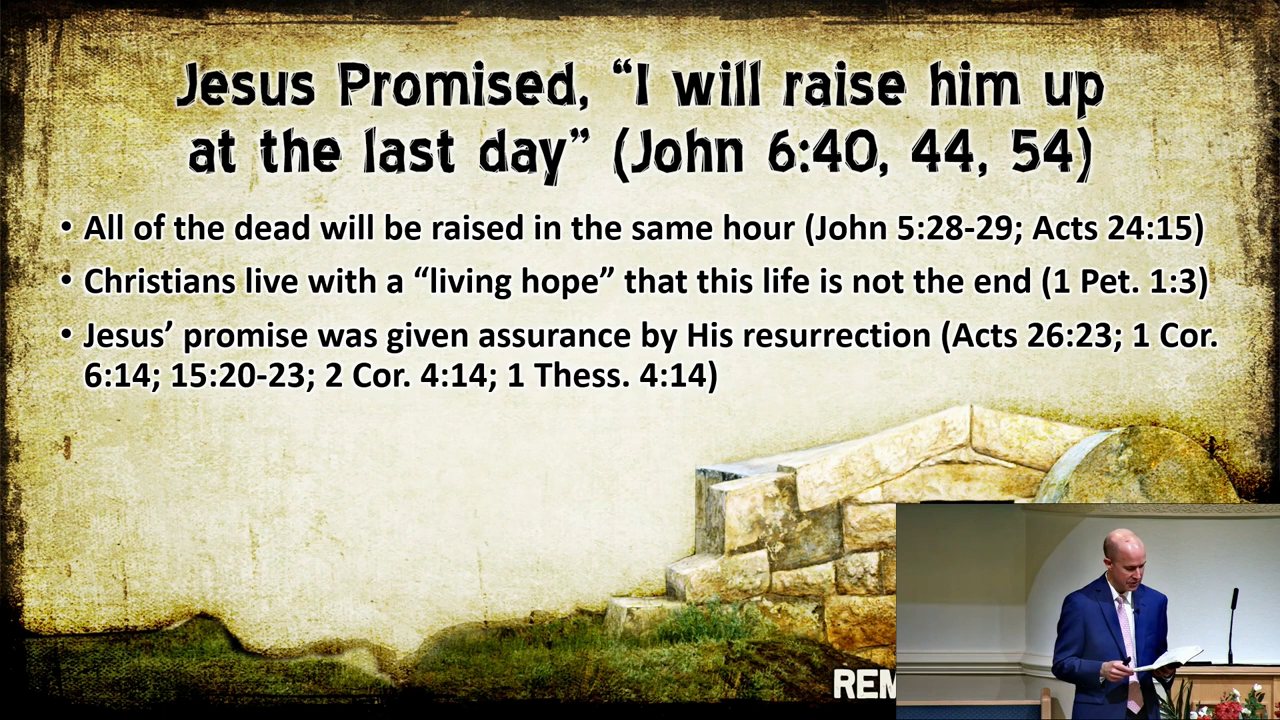 Jesus Promised, “I will raise him up
at the last day” (John 6:40, 44, 54)
• All of the dead will be raised in the same hour (John 5:28-29; Acts 24:15)
• Christians live with a “living hope” that this life is not the end (1 Pet. 1:3)
• Jesus’ promise was given assurance by His resurrection (Acts 26:23; 1 Cor.
6:14; 15:20-23; 2 Cor. 4:14; 1 Thess. 4:14)